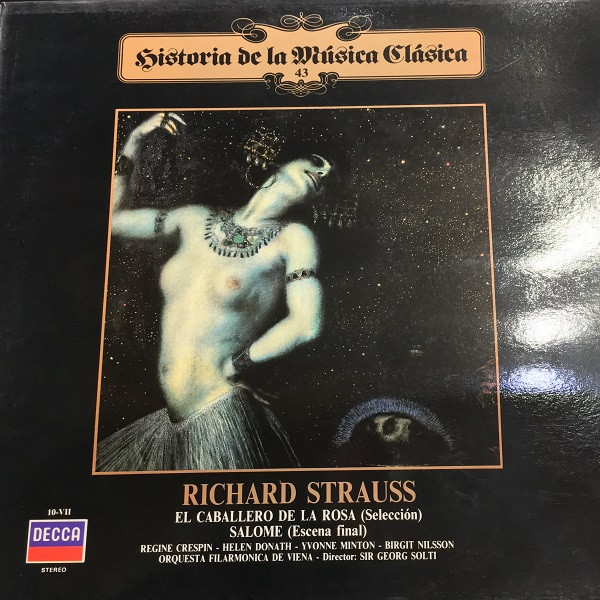 Historia de la Música Clásica
43
RICHARD STRAUSS
EL CABALLERO DE LA ROSA (Selección)
SALOME (Escena final)
REGINE CRESPIN - HELEN DONATH - YVONNE MINTON - BIRGIT NILSSON
ORQUESTA FILARMONICA DE VIENA - Director: SIR GEORG SOLTI
10-VII
DECCA
STEREO